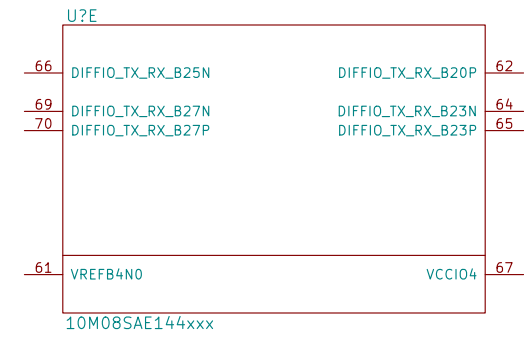 U?E
66 DIFFIO_TX_RX_B25N DIFFIO_TX_RX_B20P 62
69 DIFFIO_TX_RX_B27N DIFFIO_TX_RX_B23N 64
70 DIFFIO_TX_RX_B27P DIFFIO_TX_RX_B23P 65
61 VREFB4N0 VCCIO4 67
10M08SAE144xxx